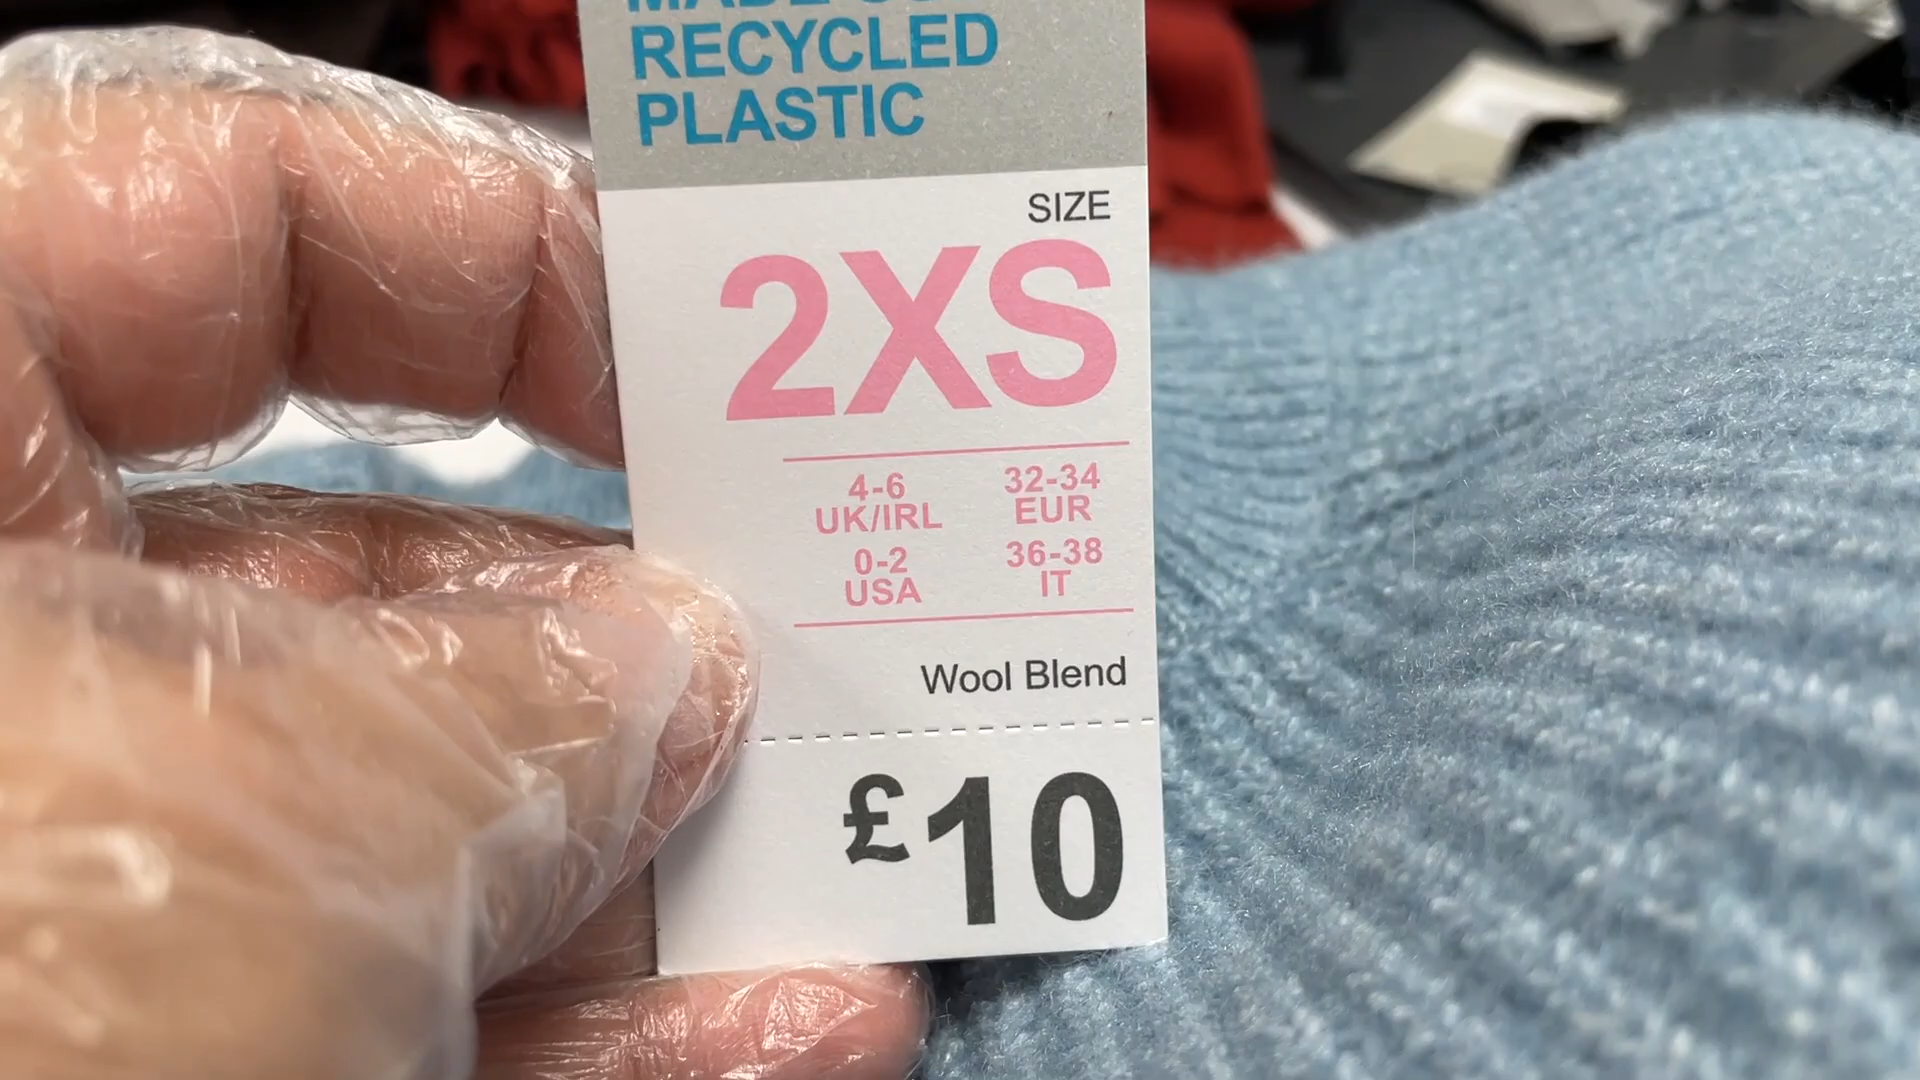 RECYCLED
PLASTIC
SIZE
2XS
4-6 32-34
UK/IRL EUR
0-2 36-38
USA IT
Wool Blend
£10